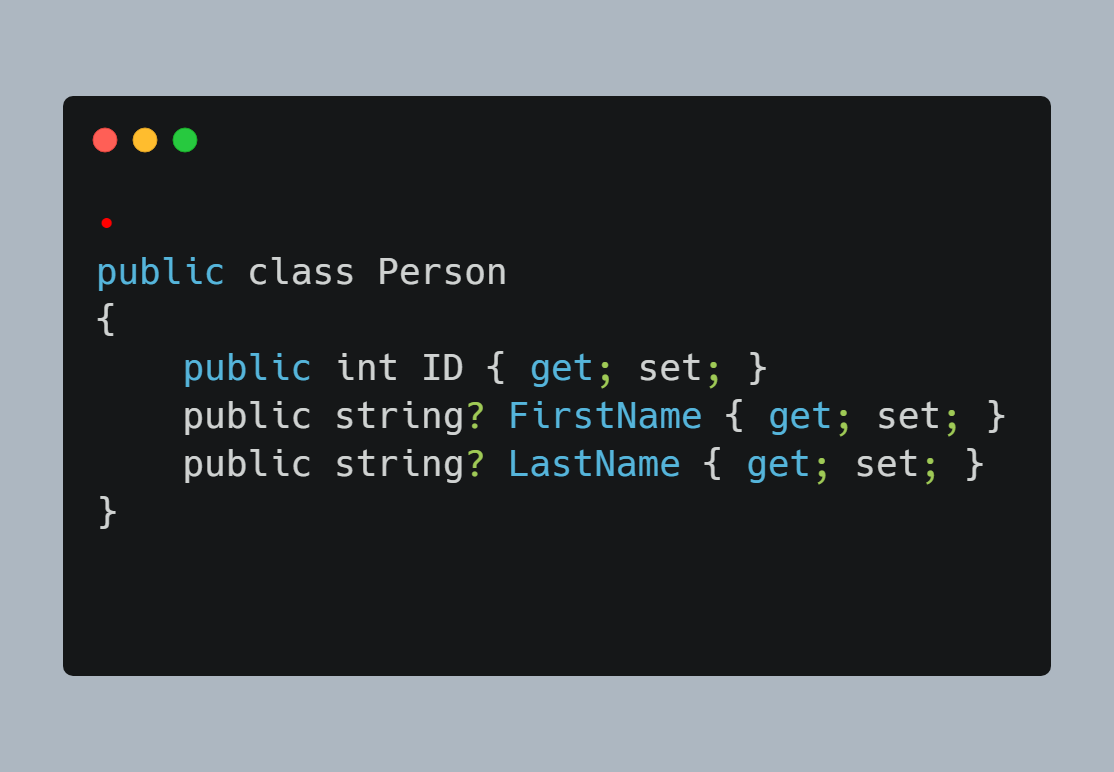 public class Person
{
    public int ID { get; set; }
    public string? FirstName { get; set; }
    public string? LastName { get; set; }
}